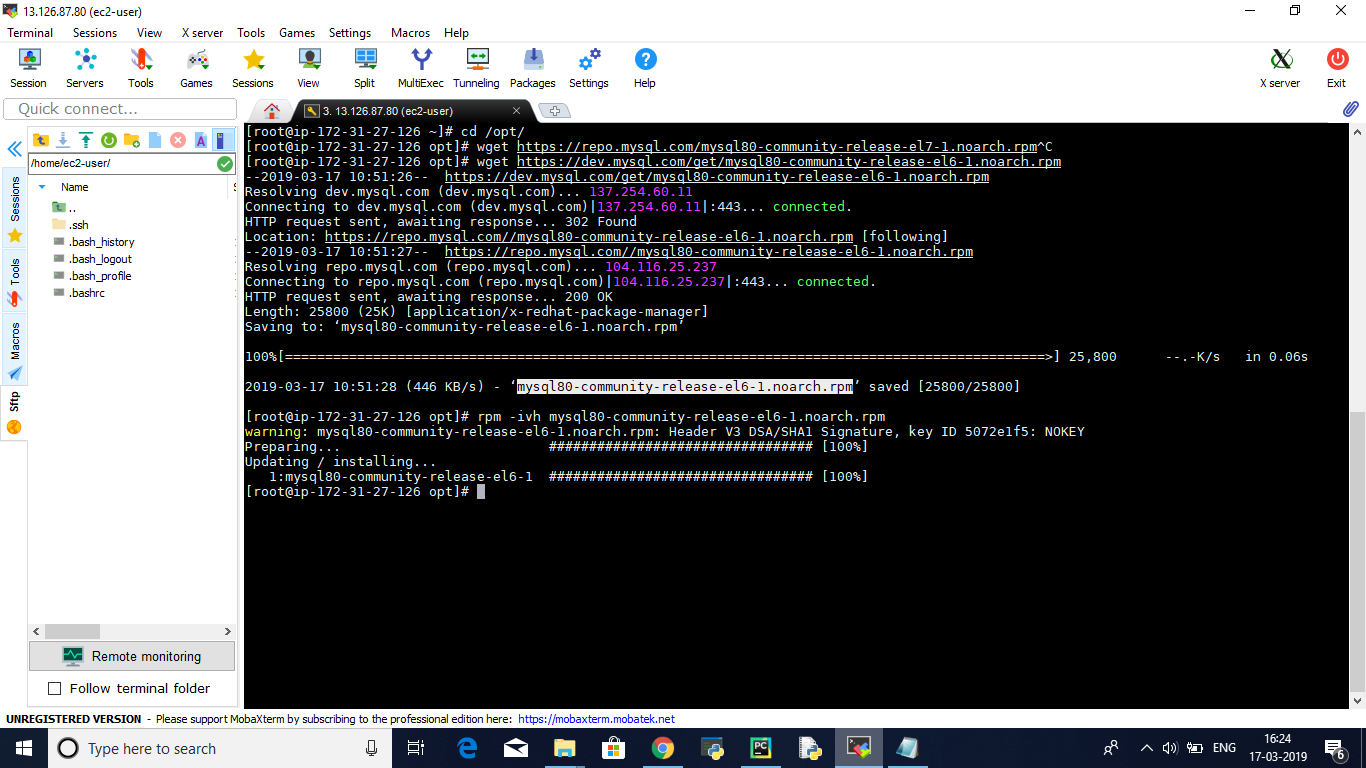 13.126.87.80 (ec2-user)
Terminal Sessions View X server Tools Games Settings Macros Help
Session Servers Tools Games Sessions View Split MultiExec Tunneling Packages Settings Help X server Exit
Quick connect...
3. 13.126.87.80 (ec2-user)
/home/ec2-user/
Name
..
.ssh
.bash_history
.bash_logout
.bash_profile
.bashrc
Sessions
Tools
Macros
Sftp
Remote monitoring
Follow terminal folder
[root@ip-172-31-27-126 ~]# cd /opt/
[root@ip-172-31-27-126 opt]# wget https://repo.mysql.com/mysql80-community-release-el7-1.noarch.rpm^C
[root@ip-172-31-27-126 opt]# wget https://dev.mysql.com/get/mysql80-community-release-el6-1.noarch.rpm
--2019-03-17 10:51:26-- https://dev.mysql.com/get/mysql80-community-release-el6-1.noarch.rpm
Resolving dev.mysql.com (dev.mysql.com)... 137.254.60.11
Connecting to dev.mysql.com (dev.mysql.com)|137.254.60.11|:443... connected.
HTTP request sent, awaiting response... 302 Found
Location: https://repo.mysql.com//mysql80-community-release-el6-1.noarch.rpm [following]
--2019-03-17 10:51:27-- https://repo.mysql.com//mysql80-community-release-el6-1.noarch.rpm
Resolving repo.mysql.com (repo.mysql.com)... 104.116.25.237
Connecting to repo.mysql.com (repo.mysql.com)|104.116.25.237|:443... connected.
HTTP request sent, awaiting response... 200 OK
Length: 25800 (25K) [application/x-redhat-package-manager]
Saving to: ‘mysql80-community-release-el6-1.noarch.rpm’
100%[===============================================================================================>] 25,800 --.-K/s in 0.06s
2019-03-17 10:51:28 (446 KB/s) - ‘mysql80-community-release-el6-1.noarch.rpm’ saved [25800/25800]
[root@ip-172-31-27-126 opt]# rpm -ivh mysql80-community-release-el6-1.noarch.rpm
warning: mysql80-community-release-el6-1.noarch.rpm: Header V3 DSA/SHA1 Signature, key ID 5072e1f5: NOKEY
Preparing... ################################# [100%]
Updating / installing...
1:mysql80-community-release-el6-1 ################################# [100%]
[root@ip-172-31-27-126 opt]#
UNREGISTERED VERSION - Please support MobaXterm by subscribing to the professional edition here: https://mobaxterm.mobatek.net
Type here to search
ENG
16:24
17-03-2019
6